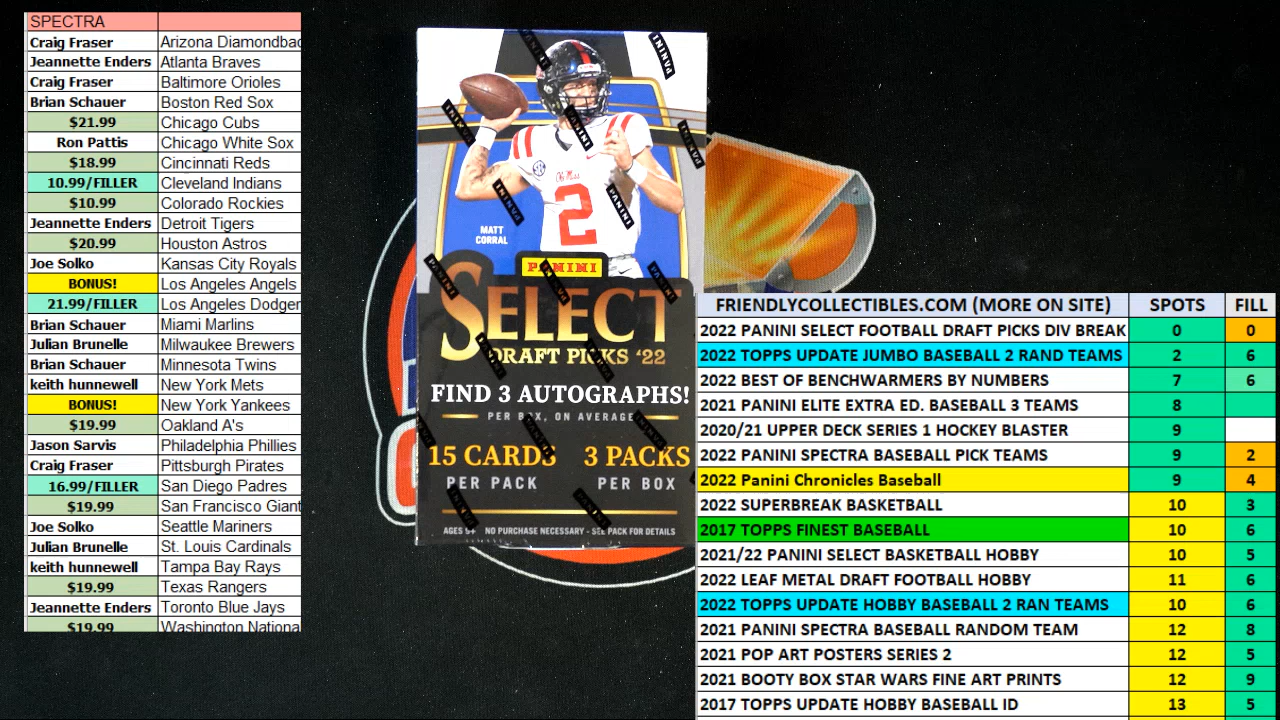 SPECTRA
Craig Fraser Arizona Diamondbac
Jeannette Enders Atlanta Braves
Craig Fraser Baltimore Orioles
Brian Schauer Boston Red Sox
$21.99 Chicago Cubs
Ron Pattis Chicago White Sox
$18.99 Cincinnati Reds
10.99/FILLER Cleveland Indians
$10.99 Colorado Rockies
Jeannette Enders Detroit Tigers
$20.99 Houston Astros
Joe Solko Kansas City Royals
BONUS! Los Angeles Angels
21.99/FILLER Los Angeles Dodger
Brian Schauer Miami Marlins
Julian Brunelle Milwaukee Brewers
Brian Schauer Minnesota Twins
keith hunnewell New York Mets
BONUS! New York Yankees
$19.99 Oakland A's
Jason Sarvis Philadelphia Phillies
Craig Fraser Pittsburgh Pirates
16.99/FILLER San Diego Padres
$19.99 San Francisco Giant
Joe Solko Seattle Mariners
Julian Brunelle St. Louis Cardinals
keith hunnewell Tampa Bay Rays
$19.99 Texas Rangers
Jeannette Enders Toronto Blue Jays
$19.99 Washington Nationa
Ole Miss
2
MATT
CORRAL
PANINI
SELECT
DRAFT PICKS '22
FIND 3 AUTOGRAPHS!
PER BOX, ON AVERAGE
15 CARDS 3 PACKS
PER PACK PER BOX
AGES 9+ NO PURCHASE NECESSARY - SEE PACK FOR DETAILS
FRIENDLYCOLLECTIBLES.COM (MORE ON SITE) SPOTS FILL
2022 PANINI SELECT FOOTBALL DRAFT PICKS DIV BREAK 0 0
2022 TOPPS UPDATE JUMBO BASEBALL 2 RAND TEAMS 2 6
2022 BEST OF BENCHWARMERS BY NUMBERS 7 6
2021 PANINI ELITE EXTRA ED. BASEBALL 3 TEAMS 8
2020/21 UPPER DECK SERIES 1 HOCKEY BLASTER 9
2022 PANINI SPECTRA BASEBALL PICK TEAMS 9 2
2022 Panini Chronicles Baseball 9 4
2022 SUPERBREAK BASKETBALL 10 3
2017 TOPPS FINEST BASEBALL 10 6
2021/22 PANINI SELECT BASKETBALL HOBBY 10 5
2022 LEAF METAL DRAFT FOOTBALL HOBBY 11 6
2022 TOPPS UPDATE HOBBY BASEBALL 2 RAN TEAMS 10 6
2021 PANINI SPECTRA BASEBALL RANDOM TEAM 12 8
2021 POP ART POSTERS SERIES 2 12 5
2021 BOOTY BOX STAR WARS FINE ART PRINTS 12 9
2017 TOPPS UPDATE HOBBY BASEBALL ID 13 5